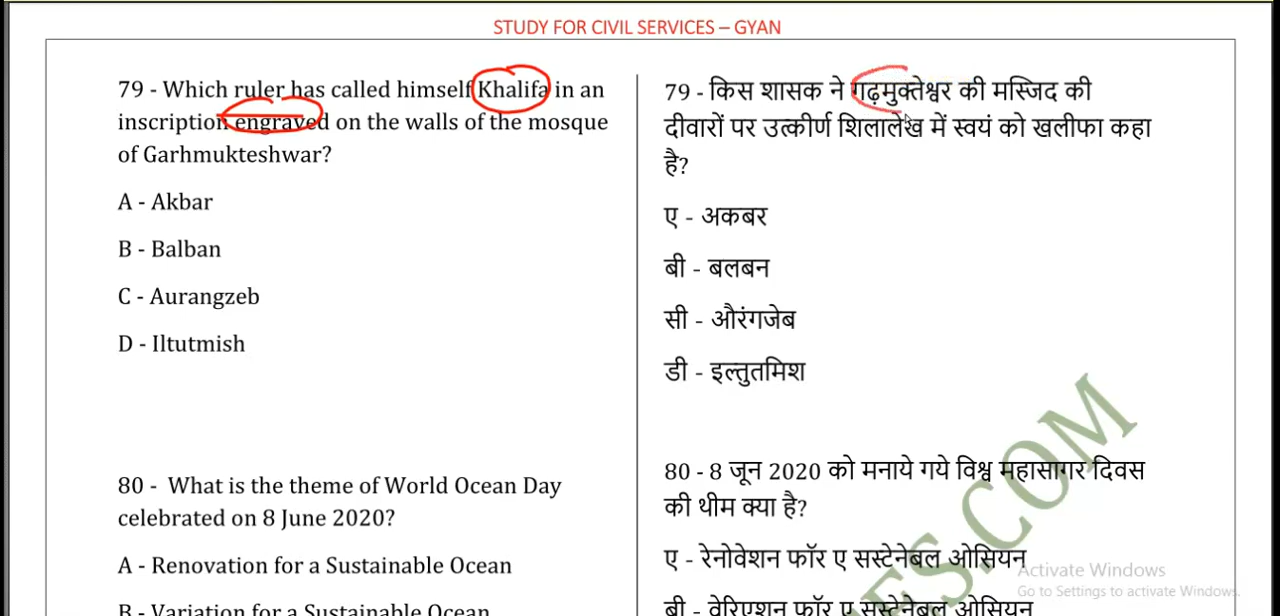 STUDY FOR CIVIL SERVICES – GYAN
79 - Which ruler has called himself Khalifa in an
inscription engraved on the walls of the mosque
of Garhmukteshwar?
A - Akbar
B - Balban
C - Aurangzeb
D - Iltutmish
80 - What is the theme of World Ocean Day
celebrated on 8 June 2020?
A - Renovation for a Sustainable Ocean
B - Variation for a Sustainable Ocean
79 - किस शासक ने गढ़मुक्तेश्वर की मस्जिद की
दीवारों पर उत्कीर्ण शिलालेख में स्वयं को खलीफा कहा
है?
ए - अकबर
बी - बलबन
सी - औरंगजेब
डी - इल्तुतमिश
80 - 8 जून 2020 को मनाये गये विश्व महासागर दिवस
की थीम क्या है?
ए - रेनोवेशन फॉर ए सस्टेनेबल ओसियन
बी - वेरिएशन फॉर ए सस्टेनेबल ओसियन
ES.COM
Activate Windows
Go to Settings to activate Windows.